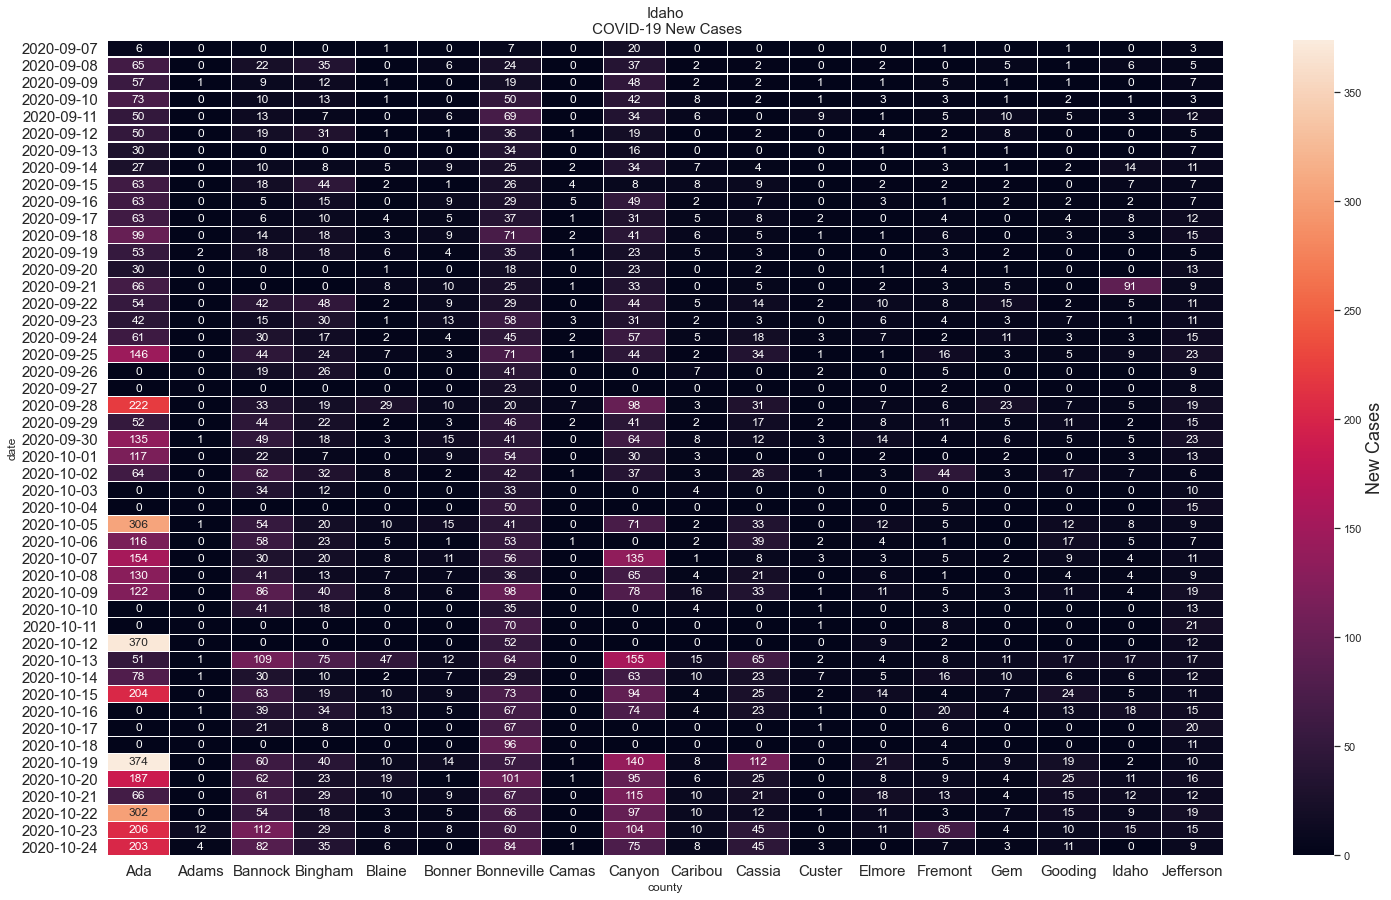 Idaho
COVID-19 New Cases
2020-09-07 6 0 0 0 1 0 7 0 20 0 0 0 0 1 0 1 0 3
2020-09-08 65 0 22 35 0 6 24 0 37 2 2 0 2 0 5 1 6 5
2020-09-09 57 1 9 12 1 0 19 0 48 2 2 1 1 5 1 1 0 7
2020-09-10 73 0 10 13 1 0 50 0 42 8 2 1 3 3 1 2 1 3
2020-09-11 50 0 13 7 0 6 69 0 34 6 0 9 1 5 10 5 3 12
2020-09-12 50 0 19 31 1 1 36 1 19 0 2 0 4 2 8 0 0 5
2020-09-13 30 0 0 0 0 0 34 0 16 0 0 0 1 1 1 0 0 7
2020-09-14 27 0 10 8 5 9 25 2 34 7 4 0 0 3 1 2 14 11
2020-09-15 63 0 18 44 2 1 26 4 8 8 9 0 2 2 2 0 7 7
2020-09-16 63 0 5 15 0 9 29 5 49 2 7 0 3 1 2 2 2 7
2020-09-17 63 0 6 10 4 5 37 1 31 5 8 2 0 4 0 4 8 12
2020-09-18 99 0 14 18 3 9 71 2 41 6 5 1 1 6 0 3 3 15
2020-09-19 53 2 18 18 6 4 35 1 23 5 3 0 0 3 2 0 0 5
2020-09-20 30 0 0 0 1 0 18 0 23 0 2 0 1 4 1 0 0 13
2020-09-21 66 0 0 0 8 10 25 1 33 0 5 0 2 3 5 0 91 9
2020-09-22 54 0 42 48 2 9 29 0 44 5 14 2 10 8 15 2 5 11
2020-09-23 42 0 15 30 1 13 58 3 31 2 3 0 6 4 3 7 1 11
2020-09-24 61 0 30 17 2 4 45 2 57 5 18 3 7 2 11 3 3 15
2020-09-25 146 0 44 24 7 3 71 1 44 2 34 1 1 16 3 5 9 23
2020-09-26 0 0 19 26 0 0 41 0 0 7 0 2 0 5 0 0 0 9
2020-09-27 0 0 0 0 0 0 23 0 0 0 0 0 0 2 0 0 0 8
2020-09-28 222 0 33 19 29 10 20 7 98 3 31 0 7 6 23 7 5 19
2020-09-29 52 0 44 22 2 3 46 2 41 2 17 2 8 11 5 11 2 15
2020-09-30 135 1 49 18 3 15 41 0 64 8 12 3 14 4 6 5 5 23
2020-10-01 117 0 22 7 0 9 54 0 30 3 0 0 2 0 2 0 3 13
2020-10-02 64 0 62 32 8 2 42 1 37 3 26 1 3 44 3 17 7 6
2020-10-03 0 0 34 12 0 0 33 0 0 4 0 0 0 0 0 0 0 10
2020-10-04 0 0 0 0 0 0 50 0 0 0 0 0 0 5 0 0 0 15
2020-10-05 306 1 54 20 10 15 41 0 71 2 33 0 12 5 0 12 8 9
2020-10-06 116 0 58 23 5 1 53 1 0 2 39 2 4 1 0 17 5 7
2020-10-07 154 0 30 20 8 11 56 0 135 1 8 3 3 5 2 9 4 11
2020-10-08 130 0 41 13 7 7 36 0 65 4 21 0 6 1 0 4 4 9
2020-10-09 122 0 86 40 8 6 98 0 78 16 33 1 11 5 3 11 4 19
2020-10-10 0 0 41 18 0 0 35 0 0 4 0 1 0 3 0 0 0 13
2020-10-11 0 0 0 0 0 0 70 0 0 0 0 1 0 8 0 0 0 21
2020-10-12 370 0 0 0 0 0 52 0 0 0 0 0 9 2 0 0 0 12
2020-10-13 51 1 109 75 47 12 64 0 155 15 65 2 4 8 11 17 17 17
2020-10-14 78 1 30 10 2 7 29 0 63 10 23 7 5 16 10 6 6 12
2020-10-15 204 0 63 19 10 9 73 0 94 4 25 2 14 4 7 24 5 11
2020-10-16 0 1 39 34 13 5 67 0 74 4 23 1 0 20 4 13 18 15
2020-10-17 0 0 21 8 0 0 67 0 0 0 0 1 0 6 0 0 0 20
2020-10-18 0 0 0 0 0 0 96 0 0 0 0 0 0 4 0 0 0 11
2020-10-19 374 0 60 40 10 14 57 1 140 8 112 0 21 5 9 19 2 10
2020-10-20 187 0 62 23 19 1 101 1 95 6 25 0 8 9 4 25 11 16
2020-10-21 66 0 61 29 10 9 67 0 115 10 21 0 18 13 4 15 12 12
2020-10-22 302 0 54 18 3 5 66 0 97 10 12 1 11 3 7 15 9 19
2020-10-23 206 12 112 29 8 8 60 0 104 10 45 0 11 65 4 10 15 15
2020-10-24 203 4 82 35 6 0 84 1 75 8 45 3 0 7 3 11 0 9
Ada Adams Bannock Bingham Blaine Bonner Bonneville Camas Canyon Caribou Cassia Custer Elmore Fremont Gem Gooding Idaho Jefferson
county
date
350
300
250
200
150
100
50
0
New Cases